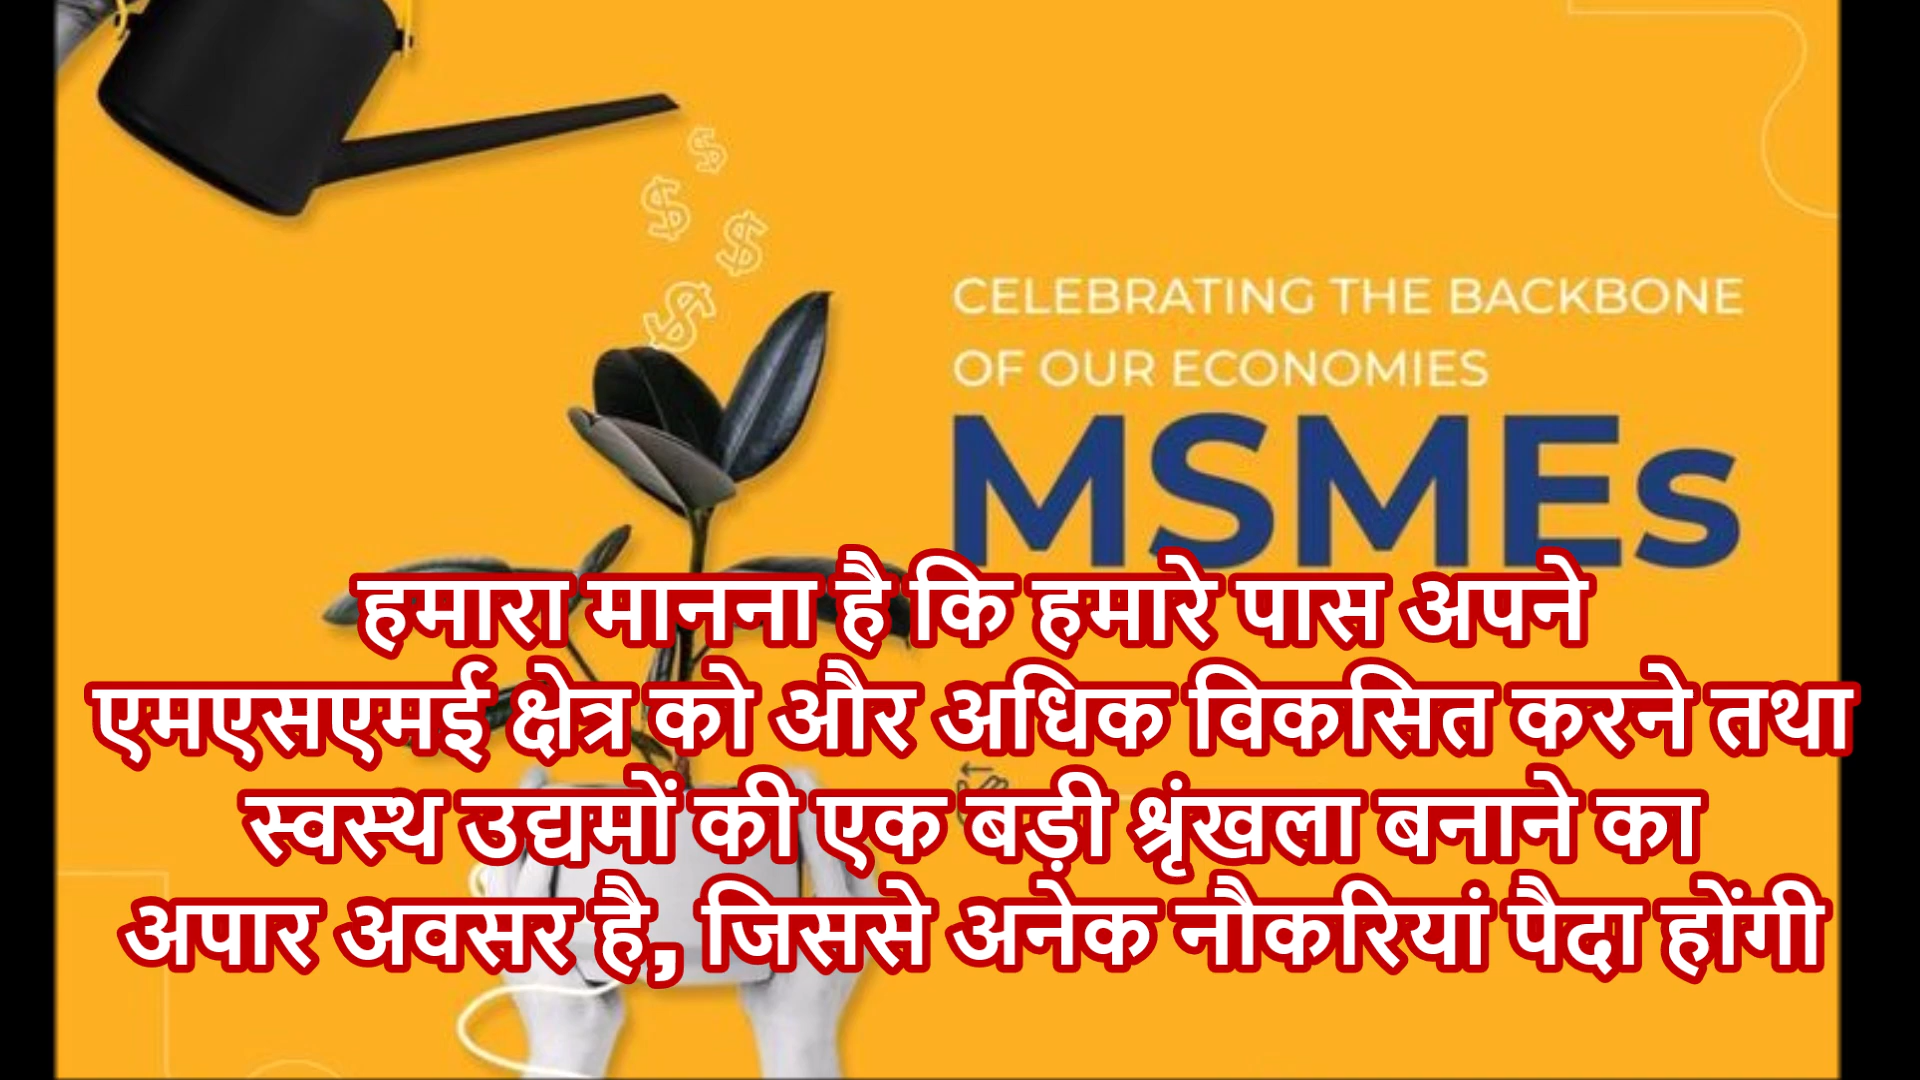 CELEBRATING THE BACKBONE
OF OUR ECONOMIES
MSMEs
हमारा मानना है कि हमारे पास अपने
एमएसएमई क्षेत्र को और अधिक विकसित करने तथा
स्वस्थ उद्यमों की एक बड़ी श्रृंखला बनाने का
अपार अवसर है, जिससे अनेक नौकरियां पैदा होंगी